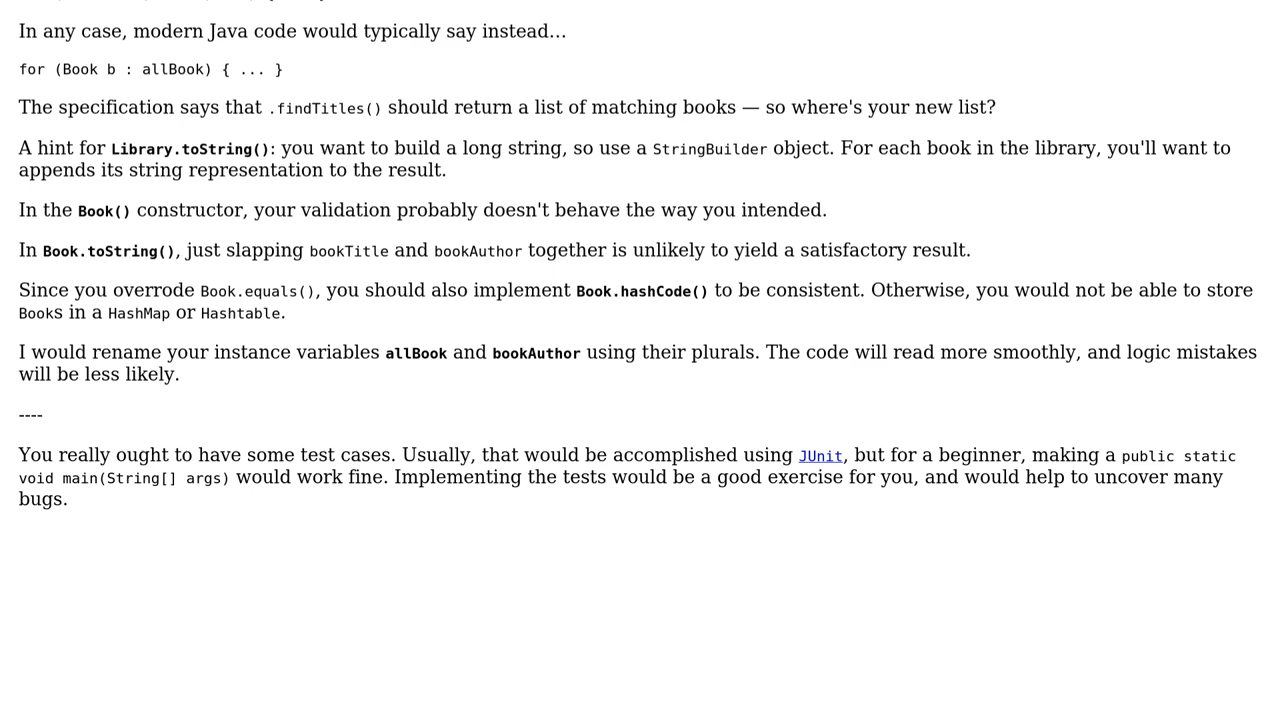 In any case, modern Java code would typically say instead…
for (Book b : allBook) { ... }
The specification says that .findTitles() should return a list of matching books — so where's your new list?
A hint for Library.toString(): you want to build a long string, so use a StringBuilder object. For each book in the library, you'll want to
appends its string representation to the result.
In the Book() constructor, your validation probably doesn't behave the way you intended.
In Book.toString(), just slapping bookTitle and bookAuthor together is unlikely to yield a satisfactory result.
Since you overrode Book.equals(), you should also implement Book.hashCode() to be consistent. Otherwise, you would not be able to store
Books in a HashMap or Hashtable.
I would rename your instance variables allBook and bookAuthor using their plurals. The code will read more smoothly, and logic mistakes
will be less likely.
----
You really ought to have some test cases. Usually, that would be accomplished using JUnit, but for a beginner, making a public static
void main(String[] args) would work fine. Implementing the tests would be a good exercise for you, and would help to uncover many
bugs.